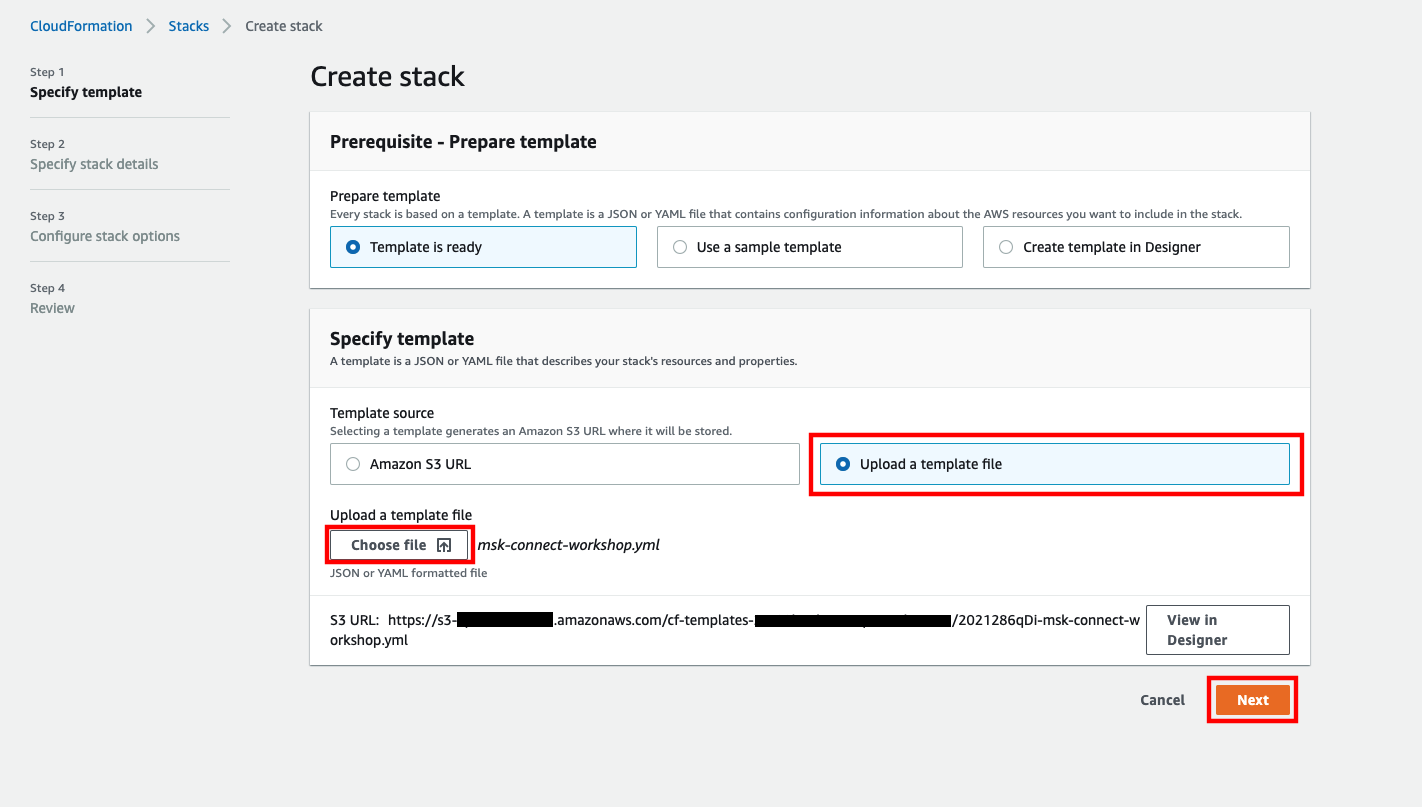 CloudFormation > Stacks > Create stack
Step 1
Specify template
Step 2
Specify stack details
Step 3
Configure stack options
Step 4
Review
Create stack
Prerequisite - Prepare template
Prepare template
Every stack is based on a template. A template is a JSON or YAML file that contains configuration information about the AWS resources you want to include in the stack.
Template is ready
Use a sample template
Create template in Designer
Specify template
A template is a JSON or YAML file that describes your stack's resources and properties.
Template source
Selecting a template generates an Amazon S3 URL where it will be stored.
Amazon S3 URL
Upload a template file
Upload a template file
Choose file
msk-connect-workshop.yml
JSON or YAML formatted file
S3 URL: https://s3- .amazonaws.com/cf-templates- /2021286qDi-msk-connect-w
orkshop.yml
View in
Designer
Cancel
Next